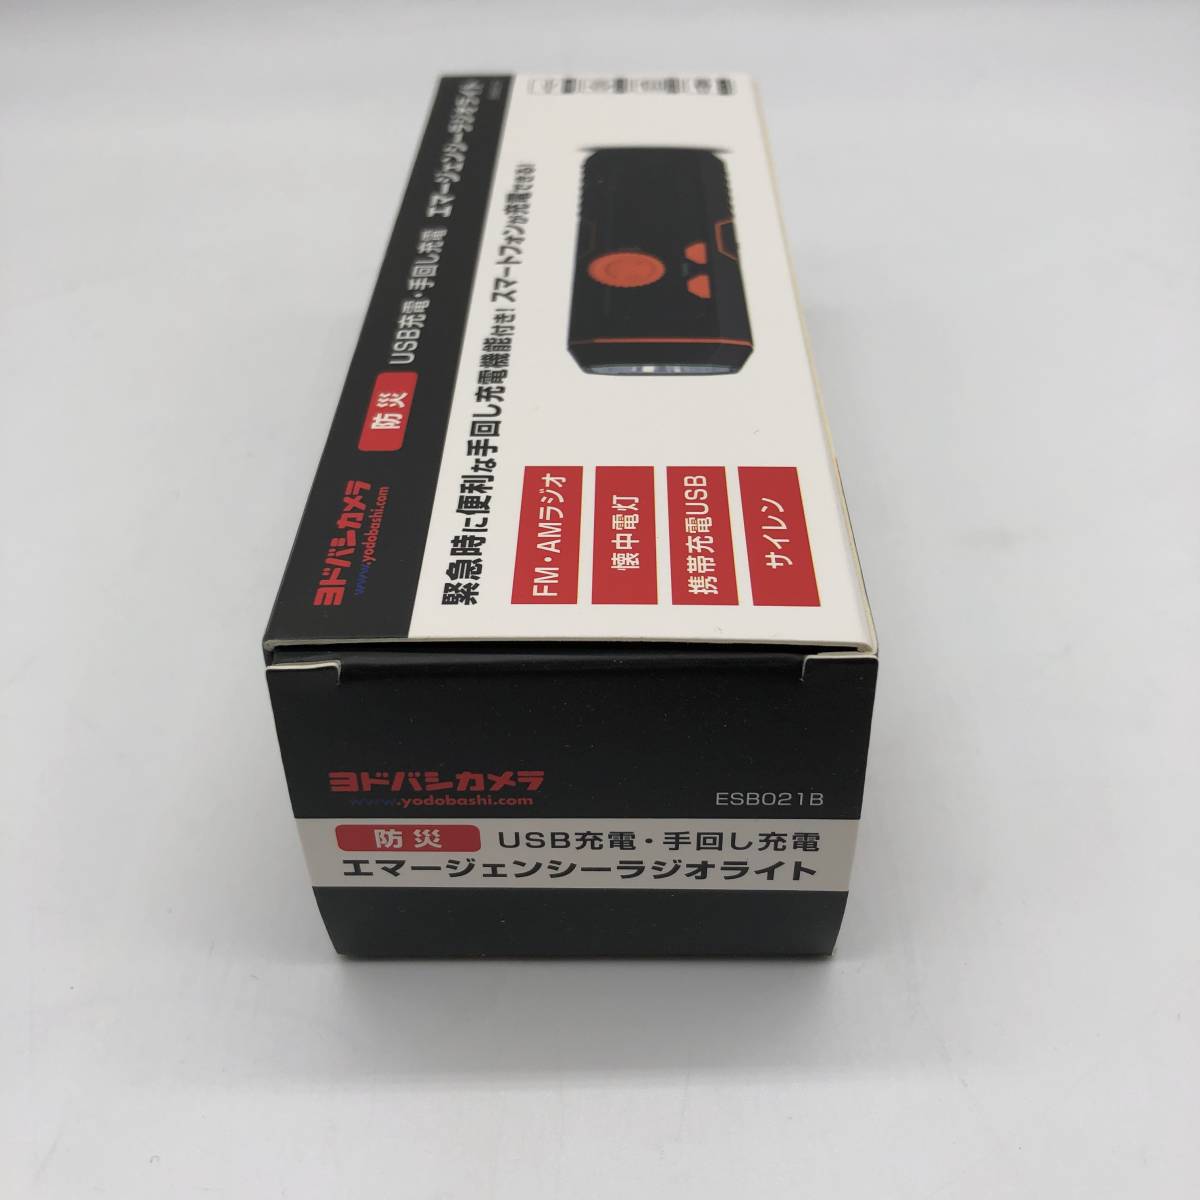 ヨドバシカメラ
www.yodobashi.com
防災
USB充電・手回し充電
エマージェンシーラジオライト
緊急時に便利な手回し充電機能付き!スマートフォンが充電できる!
FM・AMラジオ
懐中電灯
携帯充電USB
サイレン
ヨドバシカメラ
www.yodobashi.com
ESB021B
防災
USB充電・手回し充電
エマージェンシーラジオライト